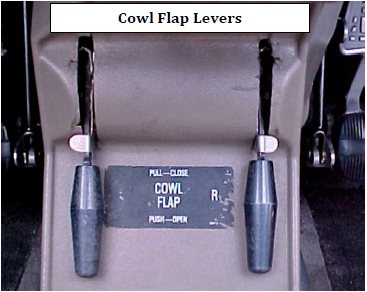 Cowl Flap Levers
PULL—CLOSE
COWL
FLAP
R
PUSH—OPEN